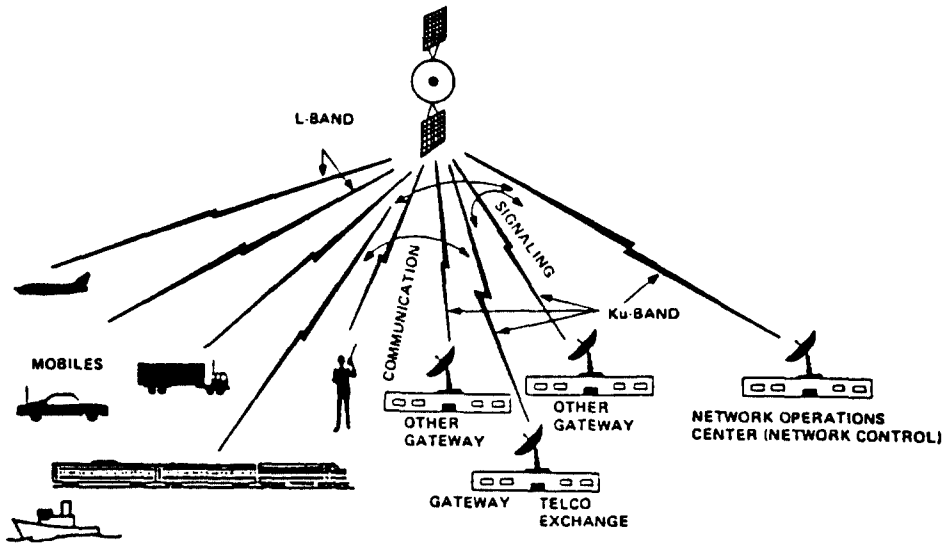 L-BAND
SIGNALING
COMMUNICATION
Ku-BAND
MOBILES
OTHER
GATEWAY
OTHER
GATEWAY
NETWORK OPERATIONS
CENTER (NETWORK CONTROL)
GATEWAY TELCO
EXCHANGE